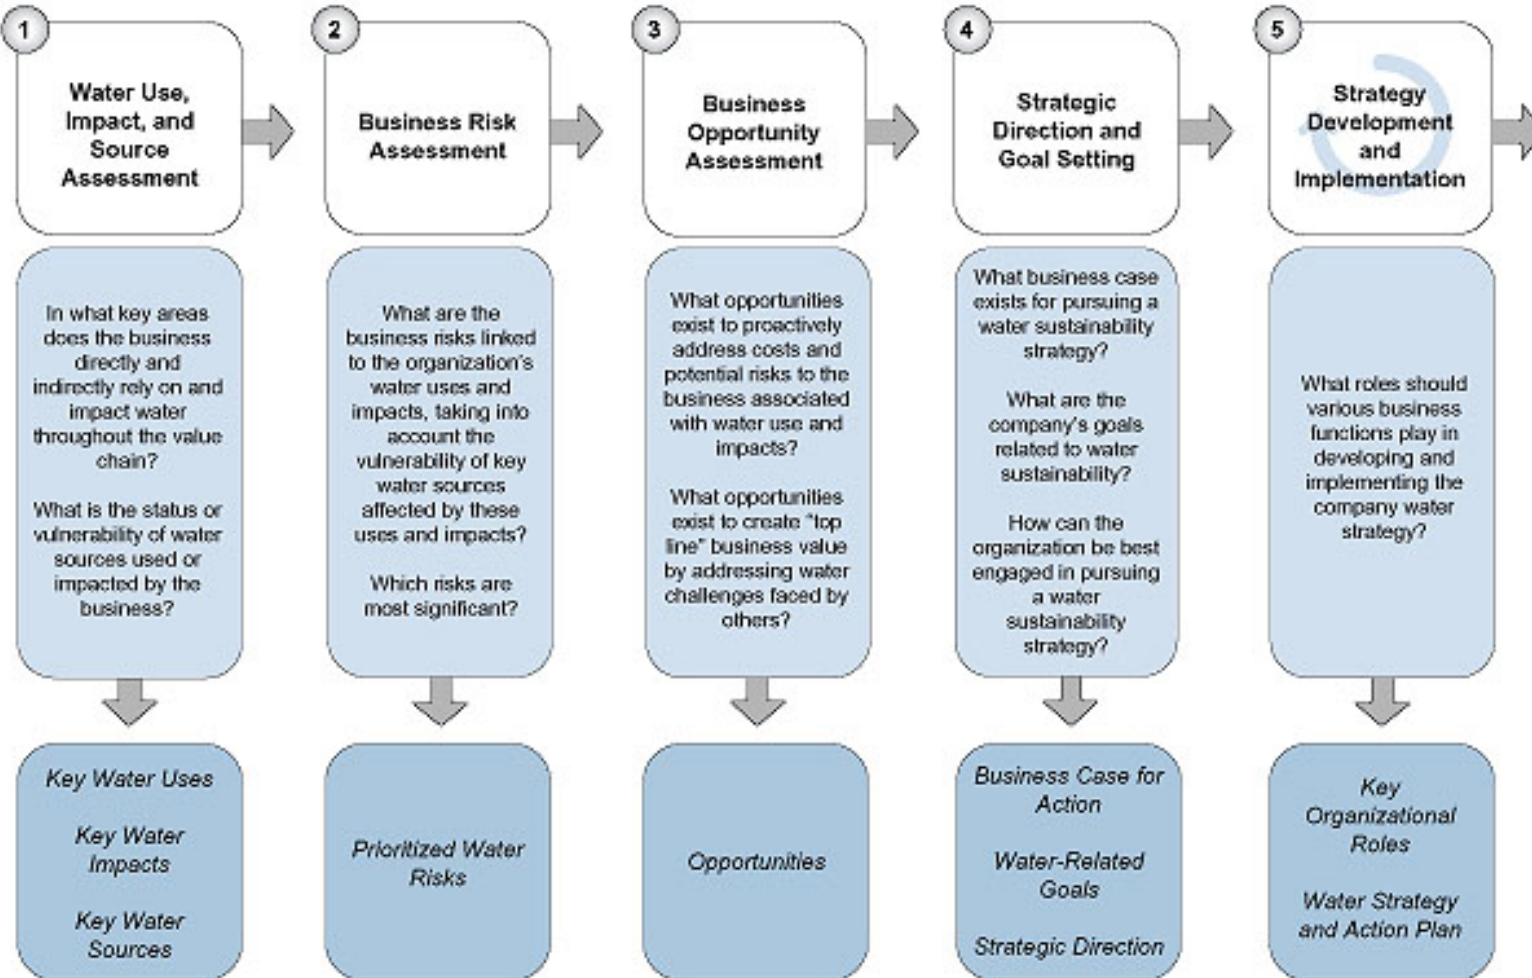 1
Water Use,
Impact, and
Source
Assessment
2
Business Risk
Assessment
3
Business
Opportunity
Assessment
4
Strategic
Direction and
Goal Setting
5
Strategy
Development
and
Implementation
In what key areas
does the business
directly and
indirectly rely on and
impact water
throughout the value
chain?
What is the status or
vulnerability of water
sources used or
impacted by the
business?
What are the
business risks linked
to the organization's
water uses and
impacts, taking into
account the
vulnerability of key
water sources
affected by these
uses and impacts?
Which risks are
most significant?
What opportunities
exist to proactively
address costs and
potential risks to the
business associated
with water use and
impacts?
What opportunities
exist to create "top
line" business value
by addressing water
challenges faced by
others?
What business case
exists for pursuing a
water sustainability
strategy?
What are the
company's goals
related to water
sustainability?
How can the
organization be best
engaged in pursuing
a water
sustainability
strategy?
What roles should
various business
functions play in
developing and
implementing the
company water
strategy?
Key Water Uses
Key Water
Impacts
Key Water
Sources
Prioritized Water
Risks
Opportunities
Business Case for
Action
Water-Related
Goals
Strategic Direction
Key
Organizational
Roles
Water Strategy
and Action Plan